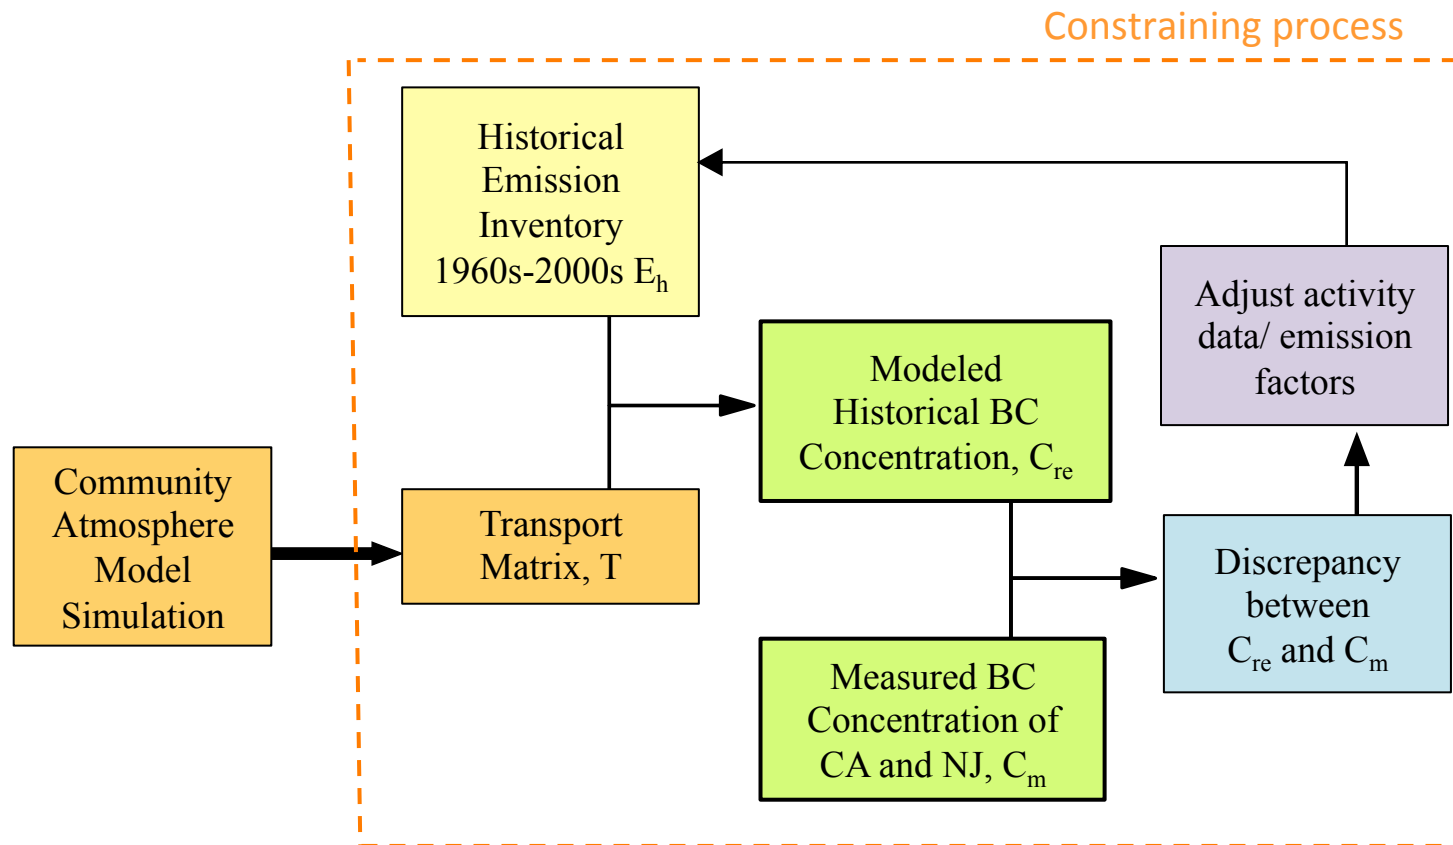 Constraining process
Historical
Emission
Inventory
1960s-2000s Eₕ
Adjust activity
data/ emission
factors
Modeled
Historical BC
Concentration, Cᵣₑ
Community
Atmosphere
Model
Simulation
Transport
Matrix, T
Discrepancy
between
Cᵣₑ and Cₘ
Measured BC
Concentration of
CA and NJ, Cₘ